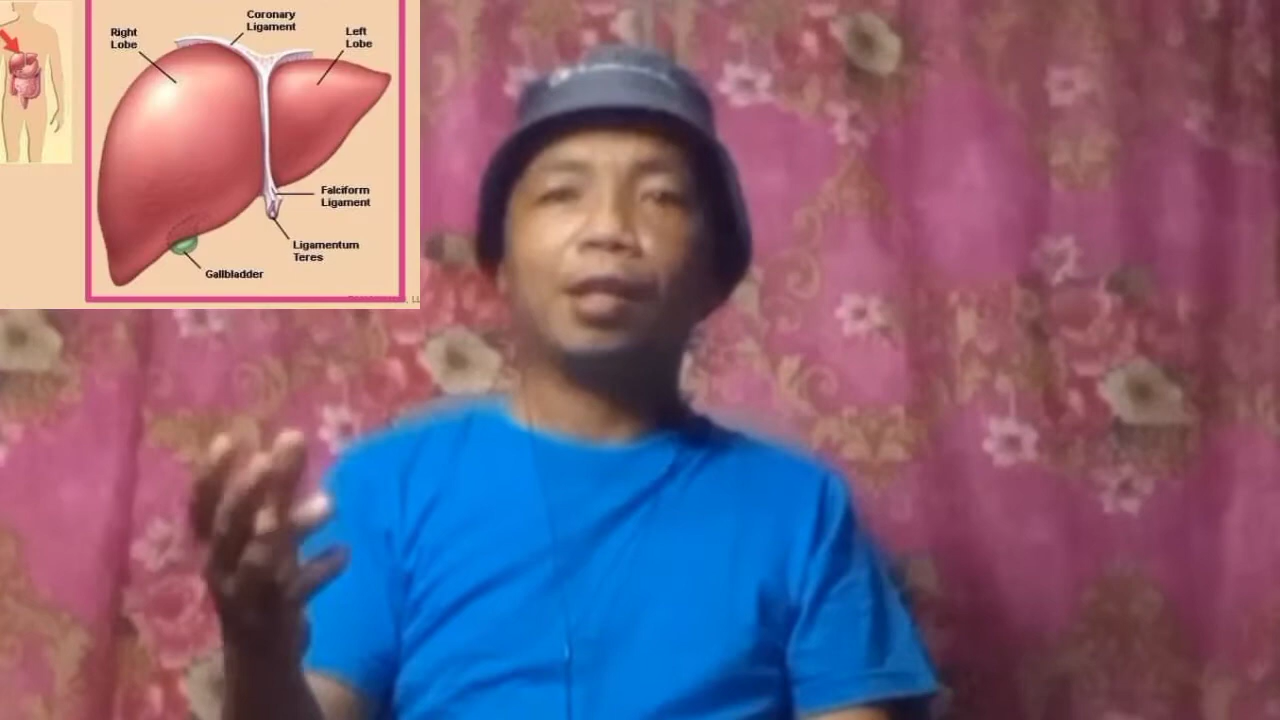 Coronary
Ligament
Right
Lobe
Left
Lobe
Falciform
Ligament
Ligamentum
Teres
Gallbladder